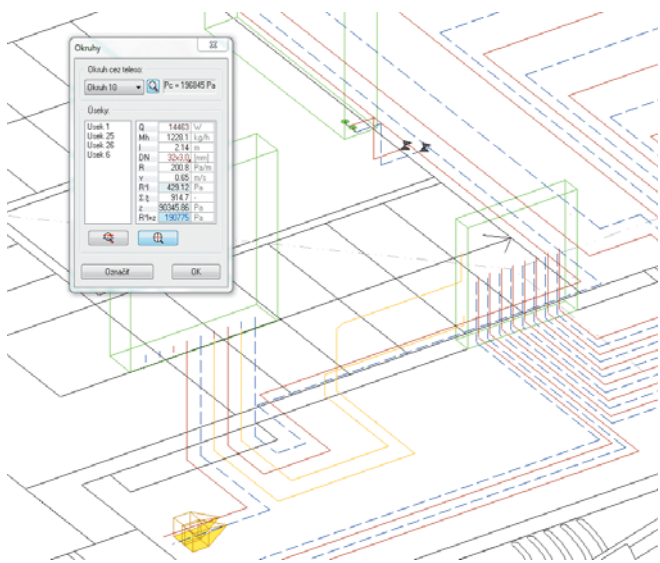 Okruhy
Okruh cez teleso:
Okruh 10
Pc = 196845 Pa
Úseky:
Usek 1
Usek 25
Usek 26
Usek 6
Q 14463 W
Mh 1228.1 kg/h
l 2.14 m
DN 32x3,0 [mm]
R 200.8 Pa/m
v 0.65 m/s
R*l 429.12 Pa
Σξ 914.7 -
z 90345.86 Pa
R*l+z 190775 Pa
Označiť
OK